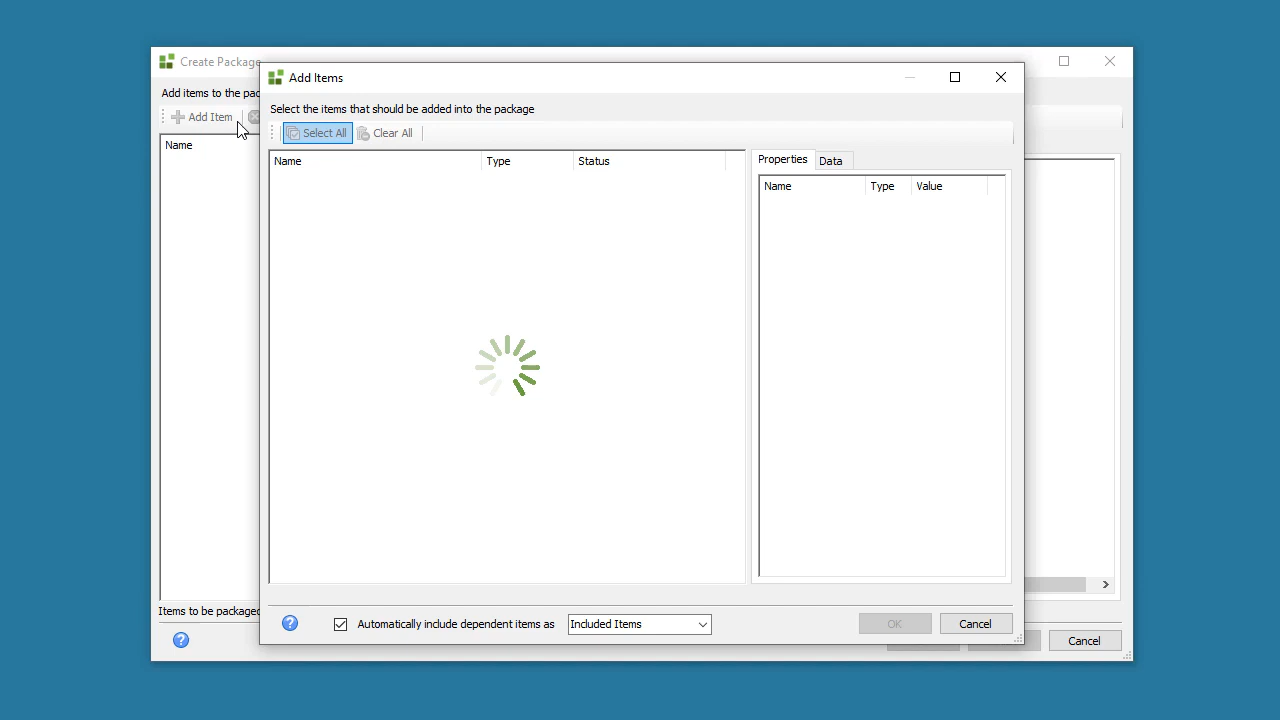 Create Package
Add items to the pac
Add Item
Name
Items to be packaged
Cancel
Add Items
Select the items that should be added into the package
Select All Clear All
Name Type Status
Properties Data
Name Type Value
Automatically include dependent items as Included Items
OK Cancel